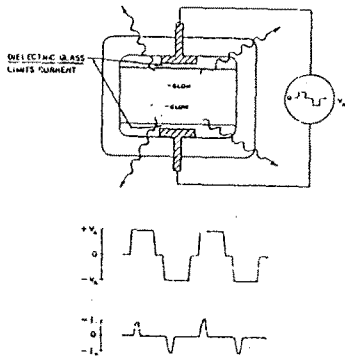 DIELECTRIC GLASS
LIMITS CURRENT
-GLOW
-GLOW
0
+V
0
-V
0
-I